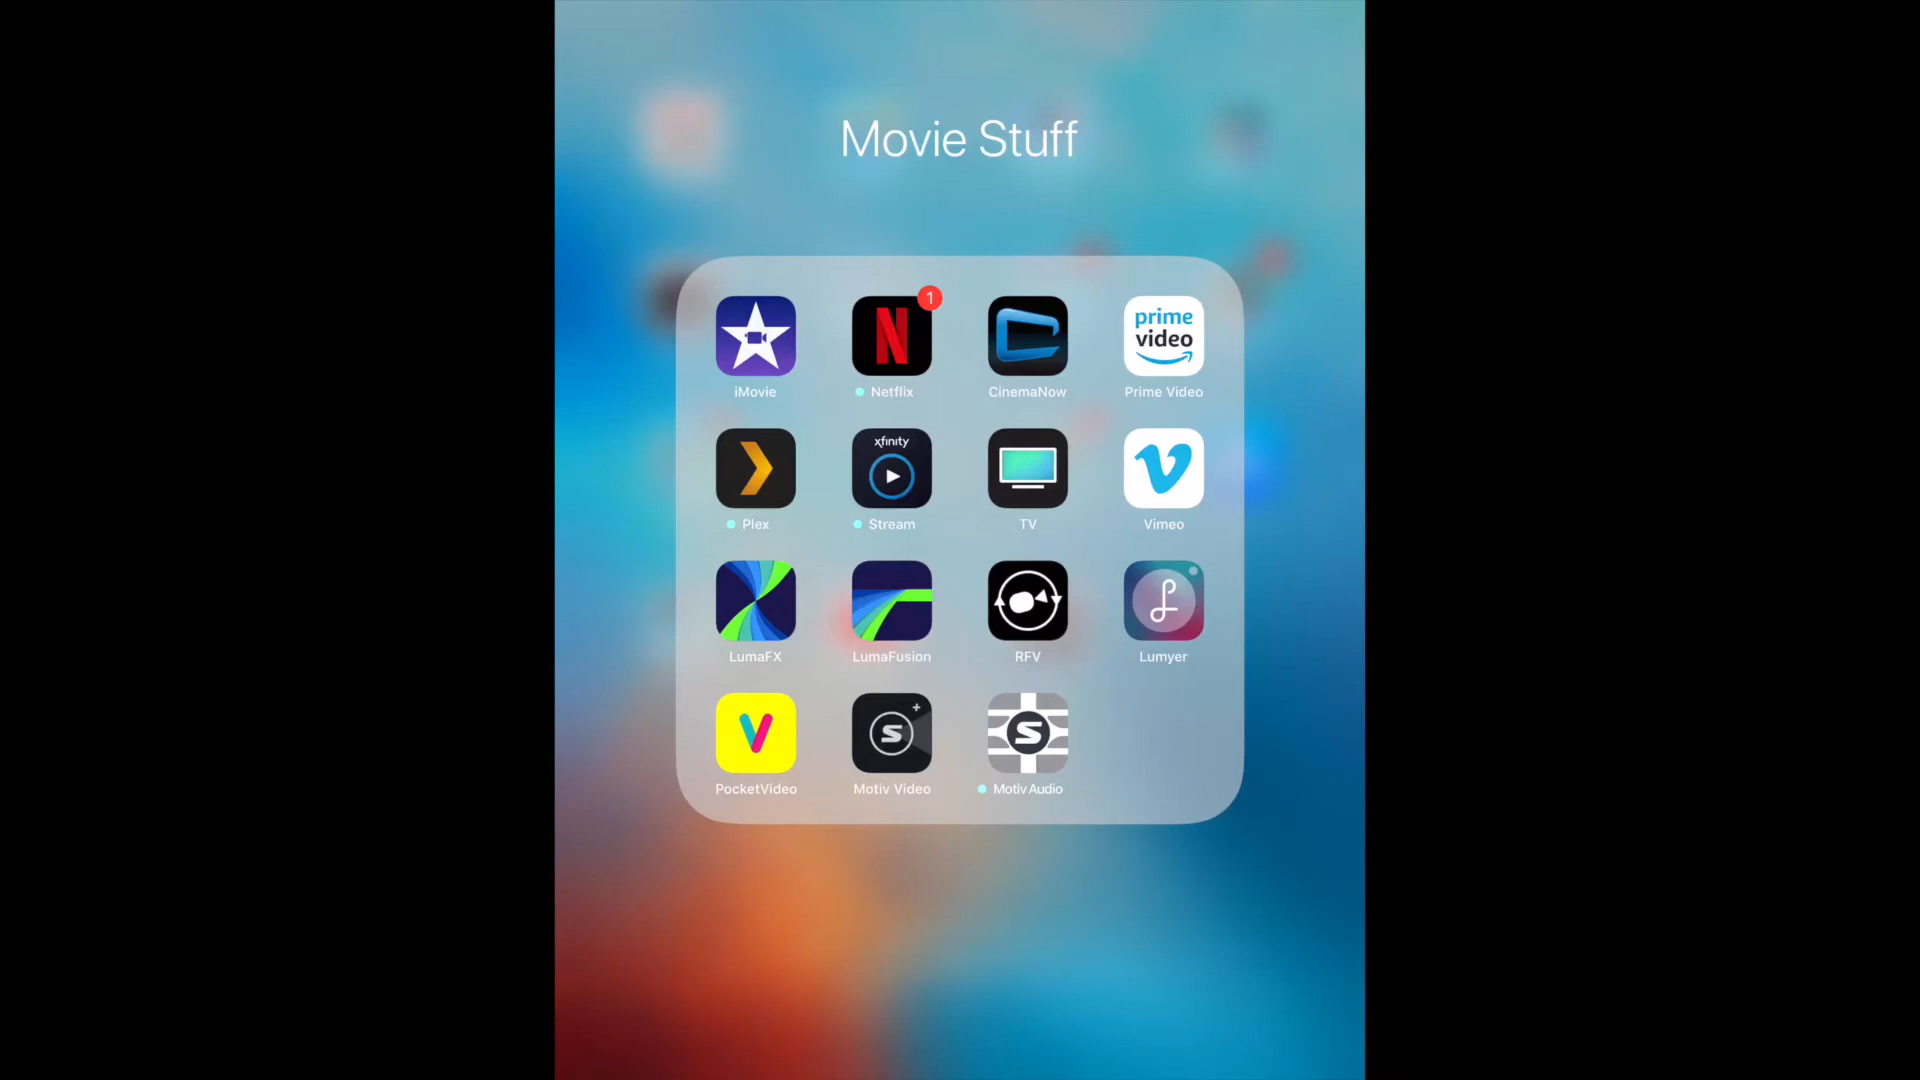 Movie Stuff
1
N
prime
video
iMovie
Netflix
CinemaNow
Prime Video
xfinity
Plex
Stream
TV
Vimeo
LumaFX
LumaFusion
RFV
Lumyer
PocketVideo
Motiv Video
Motiv Audio